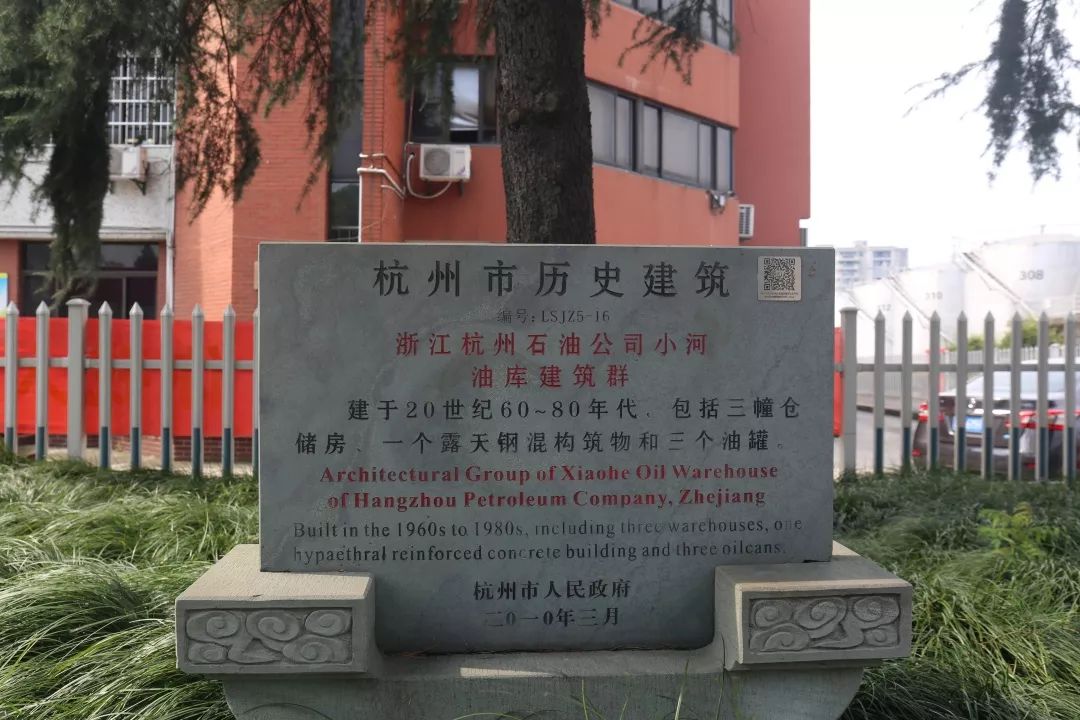 杭州市历史建筑
编号:LSJZ5-16
浙江杭州石油公司小河
油库建筑群
建于20世纪60~80年代，包括三幢仓
储房、一个露天钢混构筑物和三个油罐。
Architectural Group of Xiaohe Oil Warehouse
of Hangzhou Petroleum Company, Zhejiang
Built in the 1960s to 1980s, including three warehouses, one
hypaethral reinforced concrete building and three oilcans.
杭州市人民政府
二0一0年三月
308
310